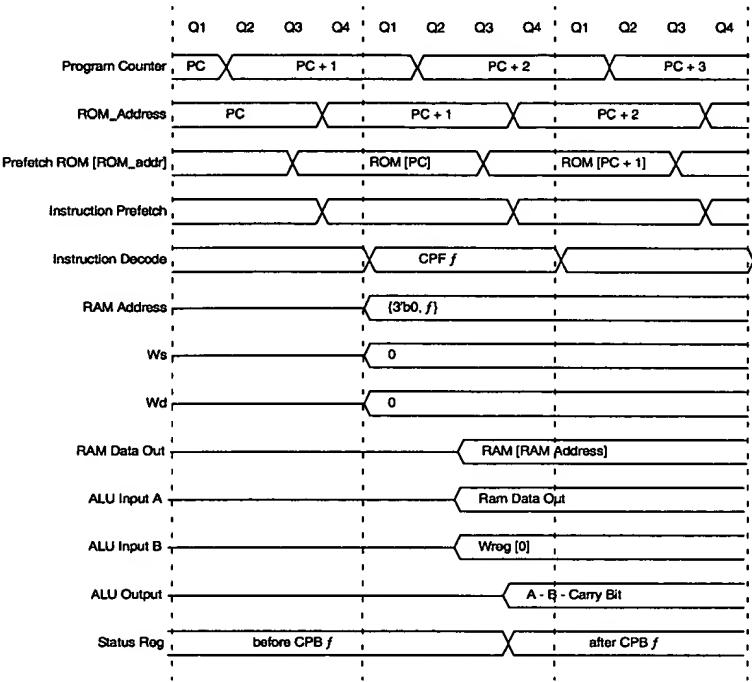 Q1 Q2 Q3 Q4 Q1 Q2 Q3 Q4 Q1 Q2 Q3 Q4
Program Counter PC PC + 1 PC + 2 PC + 3
ROM_Address PC PC + 1 PC + 2
Prefetch ROM [ROM_addr] ROM [PC] ROM [PC + 1]
Instruction Prefetch
Instruction Decode CPF f
RAM Address {3'b0, f}
Ws 0
Wd 0
RAM Data Out RAM [RAM Address]
ALU Input A Ram Data Out
ALU Input B Wreg [0]
ALU Output A - B - Carry Bit
Status Reg before CPB f after CPB f